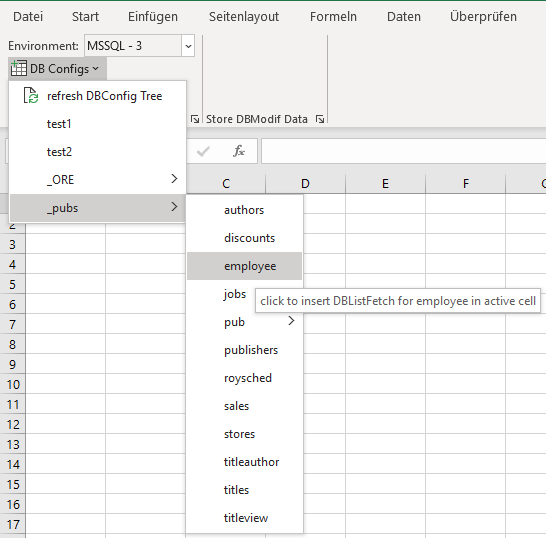 Datei Start Einfügen Seitenlayout Formeln Daten Überprüfen
Environment: MSSQL - 3
DB Configs
refresh DBConfig Tree
test1
Store DBModif Data
test2
fx
_ORE
C D E F
_pubs
authors
2
discounts
3
employee
4
click to insert DBListFetch for employee in active cell
5
jobs
6
pub
7
publishers
8
9
roysched
10
sales
11
12
stores
13
titleauthor
14
titles
15
16
titleview
17